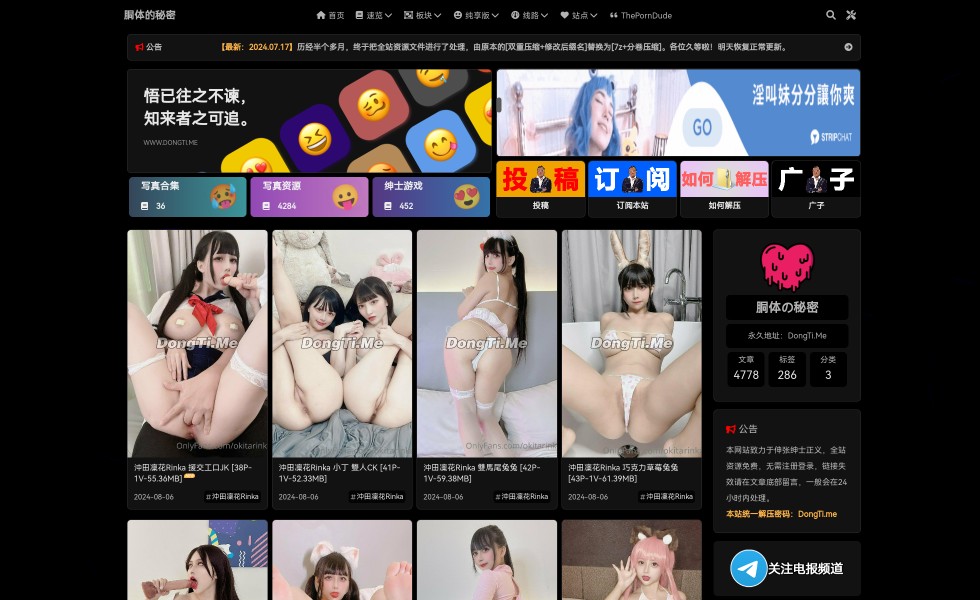 胴体的秘密
首页 速览 板块 纯享版 线路 站点 ThePornDude
公告
【最新：2024.07.17】历经半个多月，终于把全站资源文件进行了处理，由原本的[双重压缩+修改后缀名]替换为[7z+分卷压缩]。各位久等啦！明天恢复正常更新。
悟已往之不谏，
知来者之可追。
WWW.DONGTI.ME
淫叫妹分分讓你爽
GO
STRIPCHAT
写真合集
36
写真资源
4284
绅士游戏
452
投稿
投稿
订阅
订阅本站
如何解压
如何解压
广子
广子
DongTi.Me
OnlyFans.com/okitarink
沖田凜花Rinka 援交工口JK [38P-
1V-55.36MB]
2024-08-06 #沖田凜花Rinka
DongTi.Me
沖田凜花Rinka 小丁 雙人CK [41P-
1V-52.33MB]
2024-08-06 #沖田凜花Rinka
DongTi.Me
OnlyFans.com/okitarink
沖田凜花Rinka 雙馬尾兔兔 [42P-
1V-59.38MB]
2024-08-06 #沖田凜花Rinka
DongTi.Me
沖田凜花Rinka 巧克力草莓兔兔
[43P-1V-61.39MB]
2024-08-06 #沖田凜花Rinka
胴体の秘密
永久地址：DongTi.Me
文章 标签 分类
4778 286 3
公告
本网站致力于伸张绅士正义，全站
资源免费，无需注册登录，链接失
效请在文章底部留言，一般会在24
小时内处理。
本站统一解压密码：DongTi.me
关注电报频道